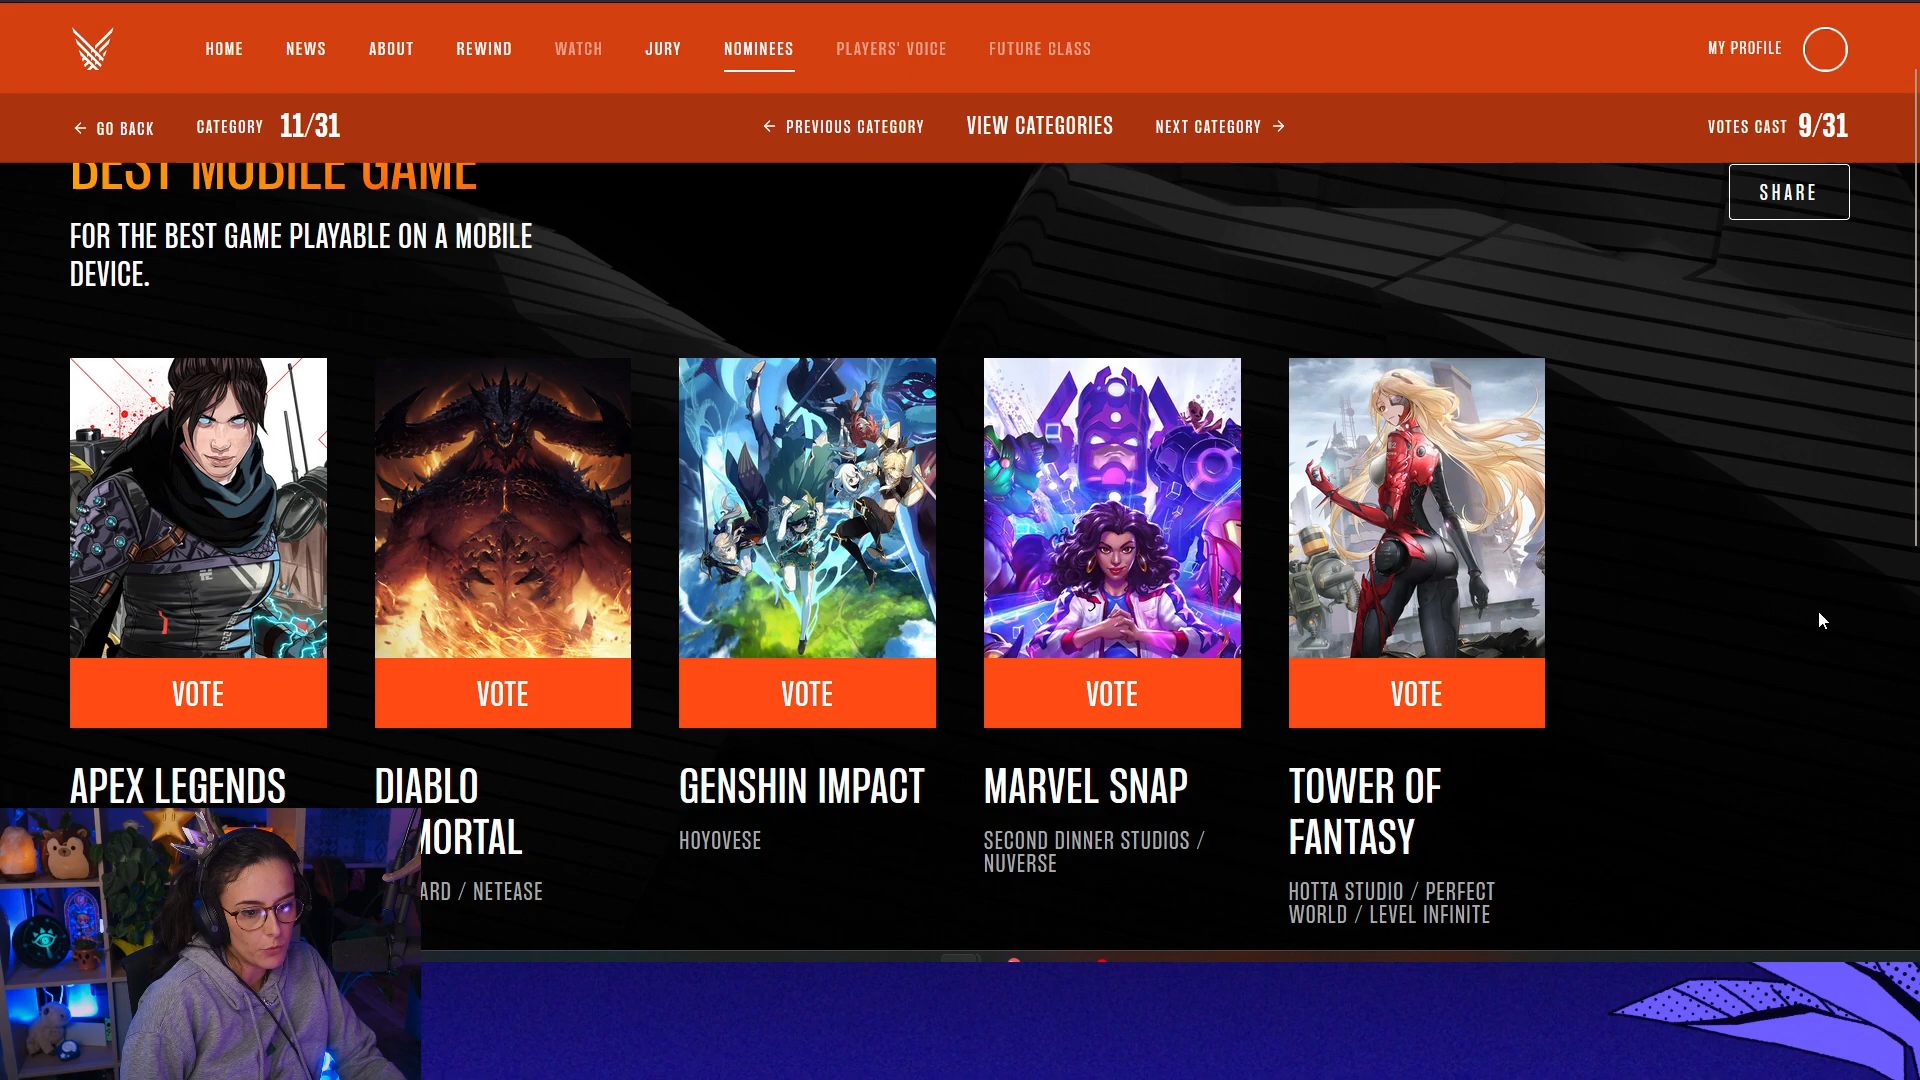 HOME NEWS ABOUT REWIND WATCH JURY NOMINEES PLAYERS' VOICE FUTURE CLASS MY PROFILE
← GO BACK CATEGORY 11/31 ← PREVIOUS CATEGORY VIEW CATEGORIES NEXT CATEGORY → VOTES CAST 9/31
BEST MOBILE GAME
SHARE
FOR THE BEST GAME PLAYABLE ON A MOBILE
DEVICE.
VOTE VOTE VOTE VOTE VOTE
APEX LEGENDS
DIABLO
MORTAL
ARD / NETEASE
GENSHIN IMPACT
HOYOVESE
MARVEL SNAP
SECOND DINNER STUDIOS /
NUVERSE
TOWER OF
FANTASY
HOTTA STUDIO / PERFECT
WORLD / LEVEL INFINITE